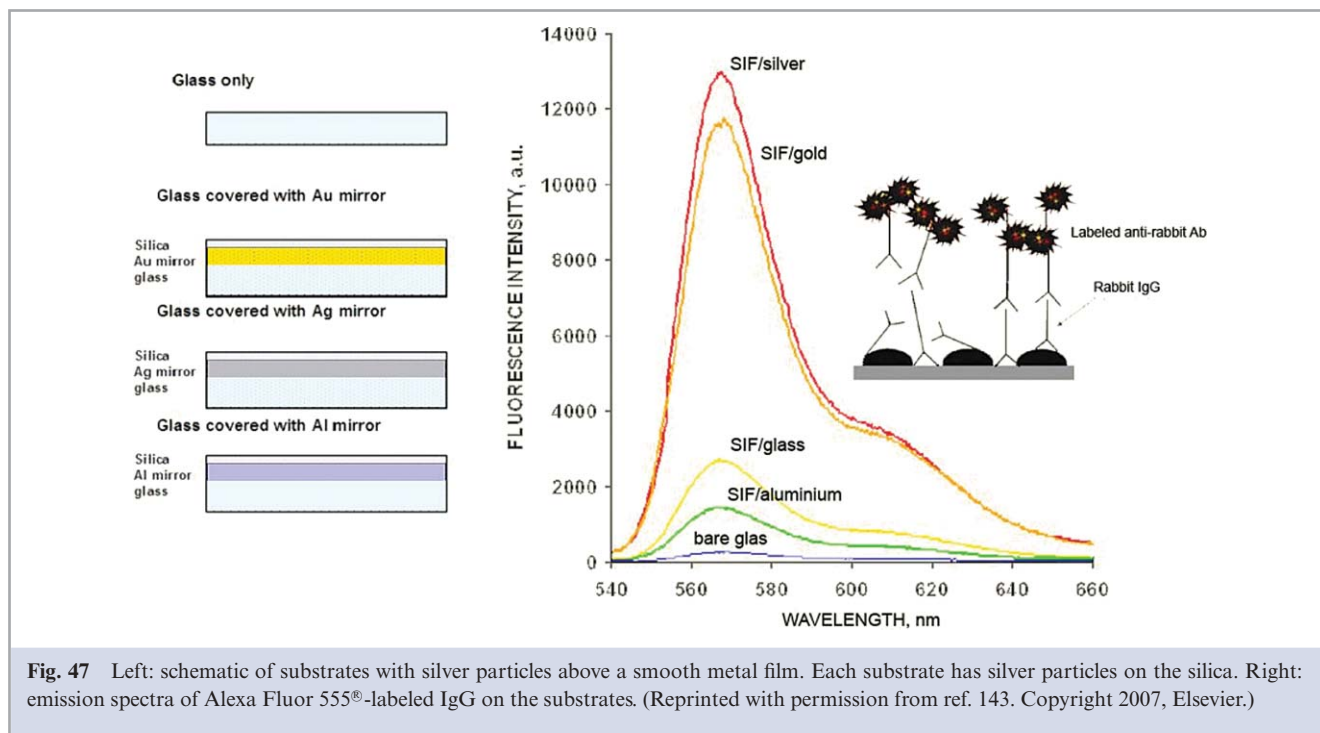 Glass only
Glass covered with Au mirror
Silica
Au mirror
glass
Glass covered with Ag mirror
Silica
Ag mirror
glass
Glass covered with Al mirror
Silica
Al mirror
glass
FLUORESCENCE INTENSITY, a.u.
14000
12000
10000
8000
6000
4000
2000
0
SIF/silver
SIF/gold
SIF/glass
SIF/aluminium
bare glas
Labeled anti-rabbit Ab
Rabbit IgG
540 560 580 600 620 640 660
WAVELENGTH, nm
Fig. 47 Left: schematic of substrates with silver particles above a smooth metal film. Each substrate has silver particles on the silica. Right:
emission spectra of Alexa Fluor 555®-labeled IgG on the substrates. (Reprinted with permission from ref. 143. Copyright 2007, Elsevier.)